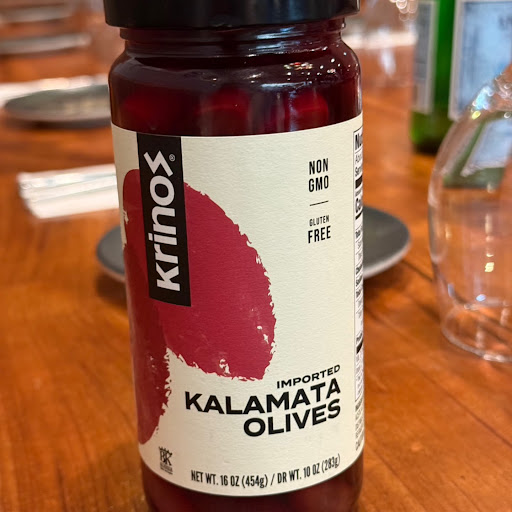 krinos®
NON
GMO
GLUTEN
FREE
IMPORTED
KALAMATA
OLIVES
NET WT. 16 OZ (454g) / DR WT. 10 OZ (283g)